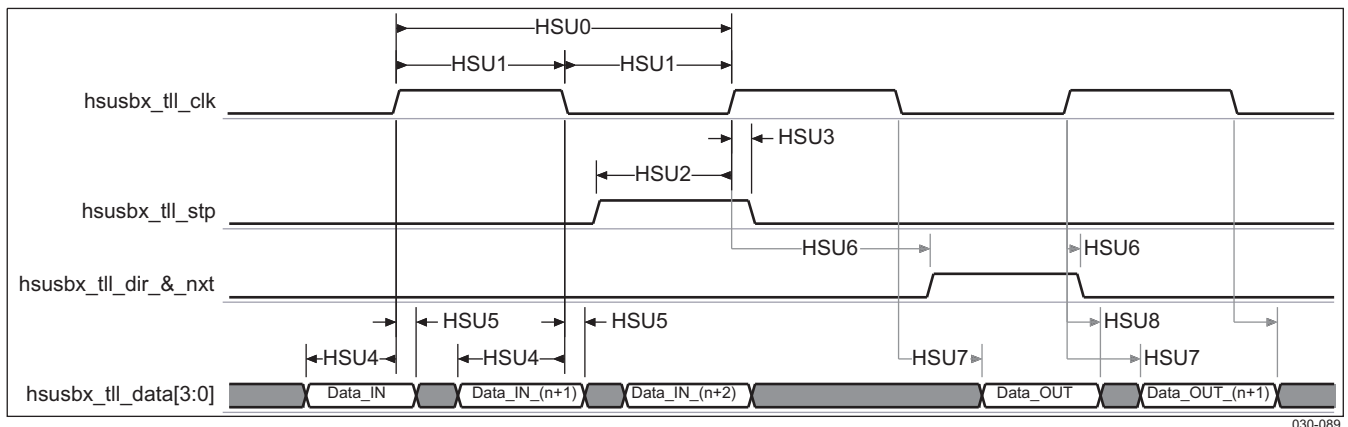 HSU0
HSU1 HSU1
hsusbx_tll_clk
HSU3
HSU2
hsusbx_tll_stp
HSU6 HSU6
hsusbx_tll_dir_&_nxt
HSU5 HSU5 HSU8
HSU4 HSU4 HSU7 HSU7
hsusbx_tll_data[3:0] Data_IN Data_IN_(n+1) Data_IN_(n+2) Data_OUT Data_OUT_(n+1)
030-089